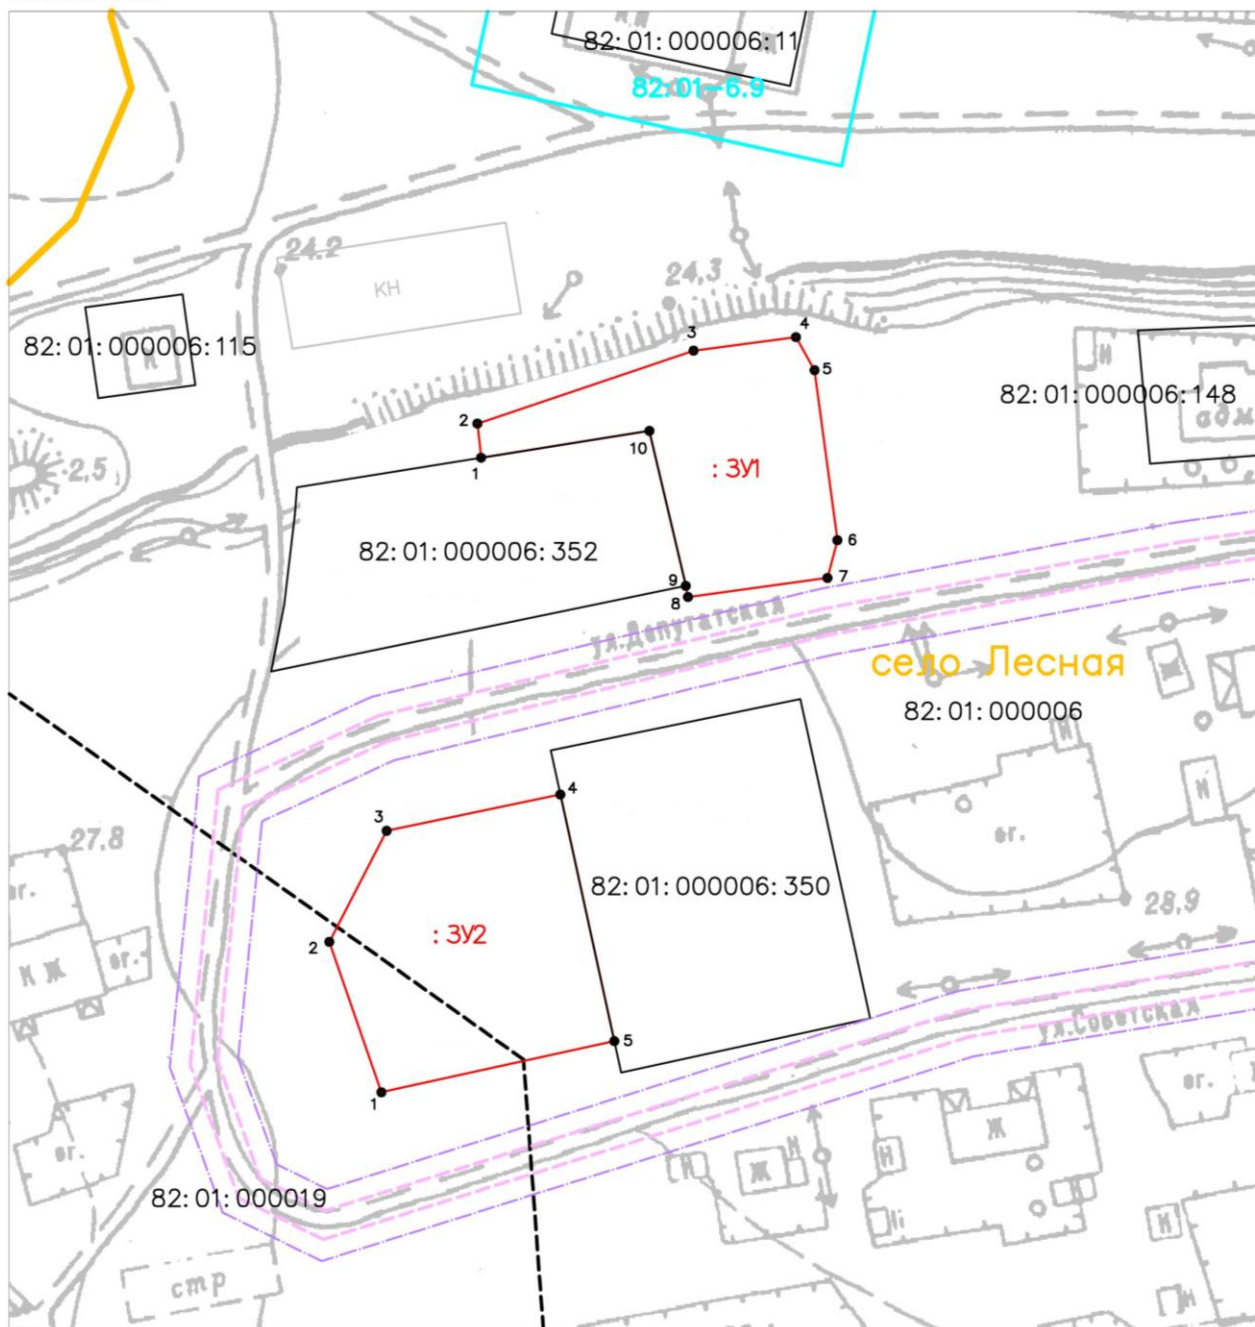 82:01:000006:11
82:01-6.9
24.2
24,3
КН
3
4
5
82:01:000006:115
К
82:01:000006:148
Н
адм
2
1
10
:ЗУ1
2,5
82:01:000006:352
6
7
9
8
ул.Депутатская
село Лесная
Ж
82:01:000006
Н
4
3
27,8
ог.
Н
82:01:000006:350
28,9
2
:ЗУ2
К Ж
ог.
5
ул.Советская
1
ог.
Ж
Н
Н
Ж
Н
82:01:000019
стр